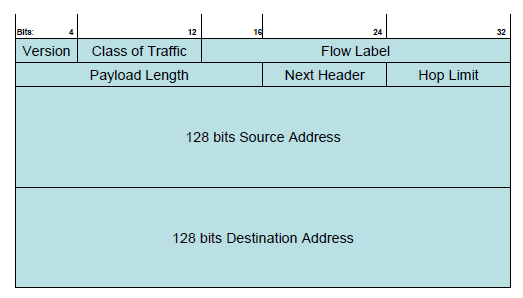 Bits: 4 12 16 24 32
Version Class of Traffic Flow Label
Payload Length Next Header Hop Limit
128 bits Source Address
128 bits Destination Address